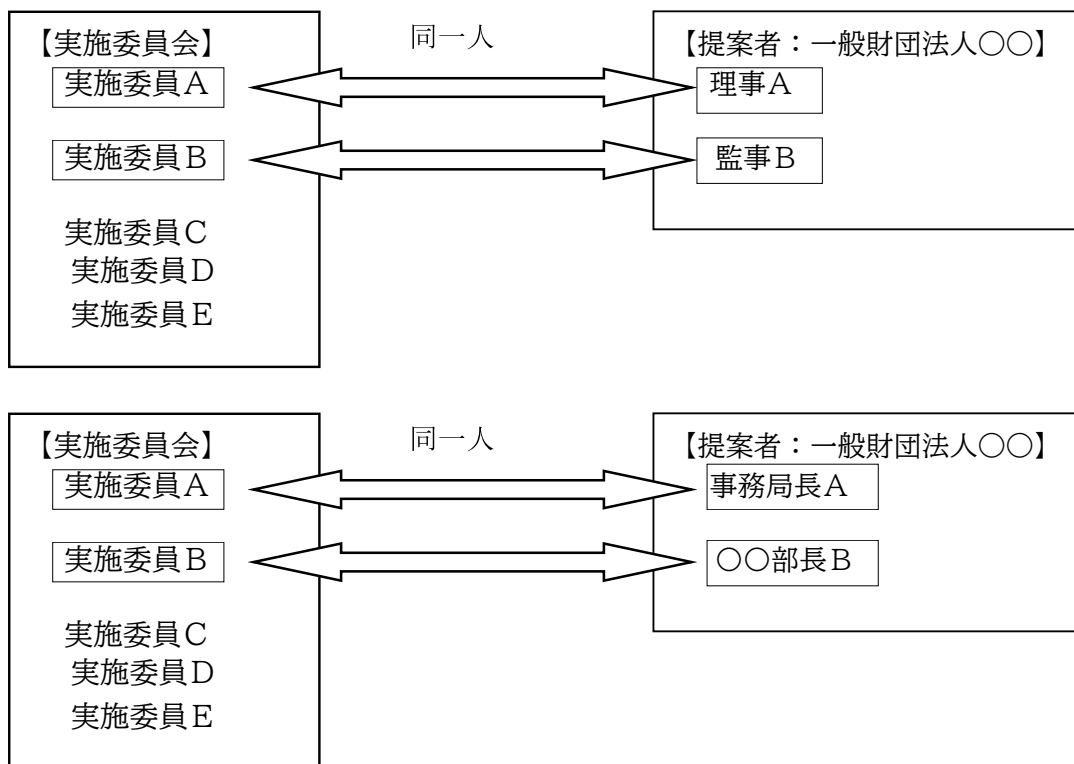 【実施委員会】
同一人
【提案者：一般財団法人○○】
実施委員Ａ
理事Ａ
実施委員Ｂ
監事Ｂ
実施委員Ｃ
実施委員Ｄ
実施委員Ｅ
【実施委員会】
同一人
【提案者：一般財団法人○○】
実施委員Ａ
事務局長Ａ
実施委員Ｂ
○○部長Ｂ
実施委員Ｃ
実施委員Ｄ
実施委員Ｅ